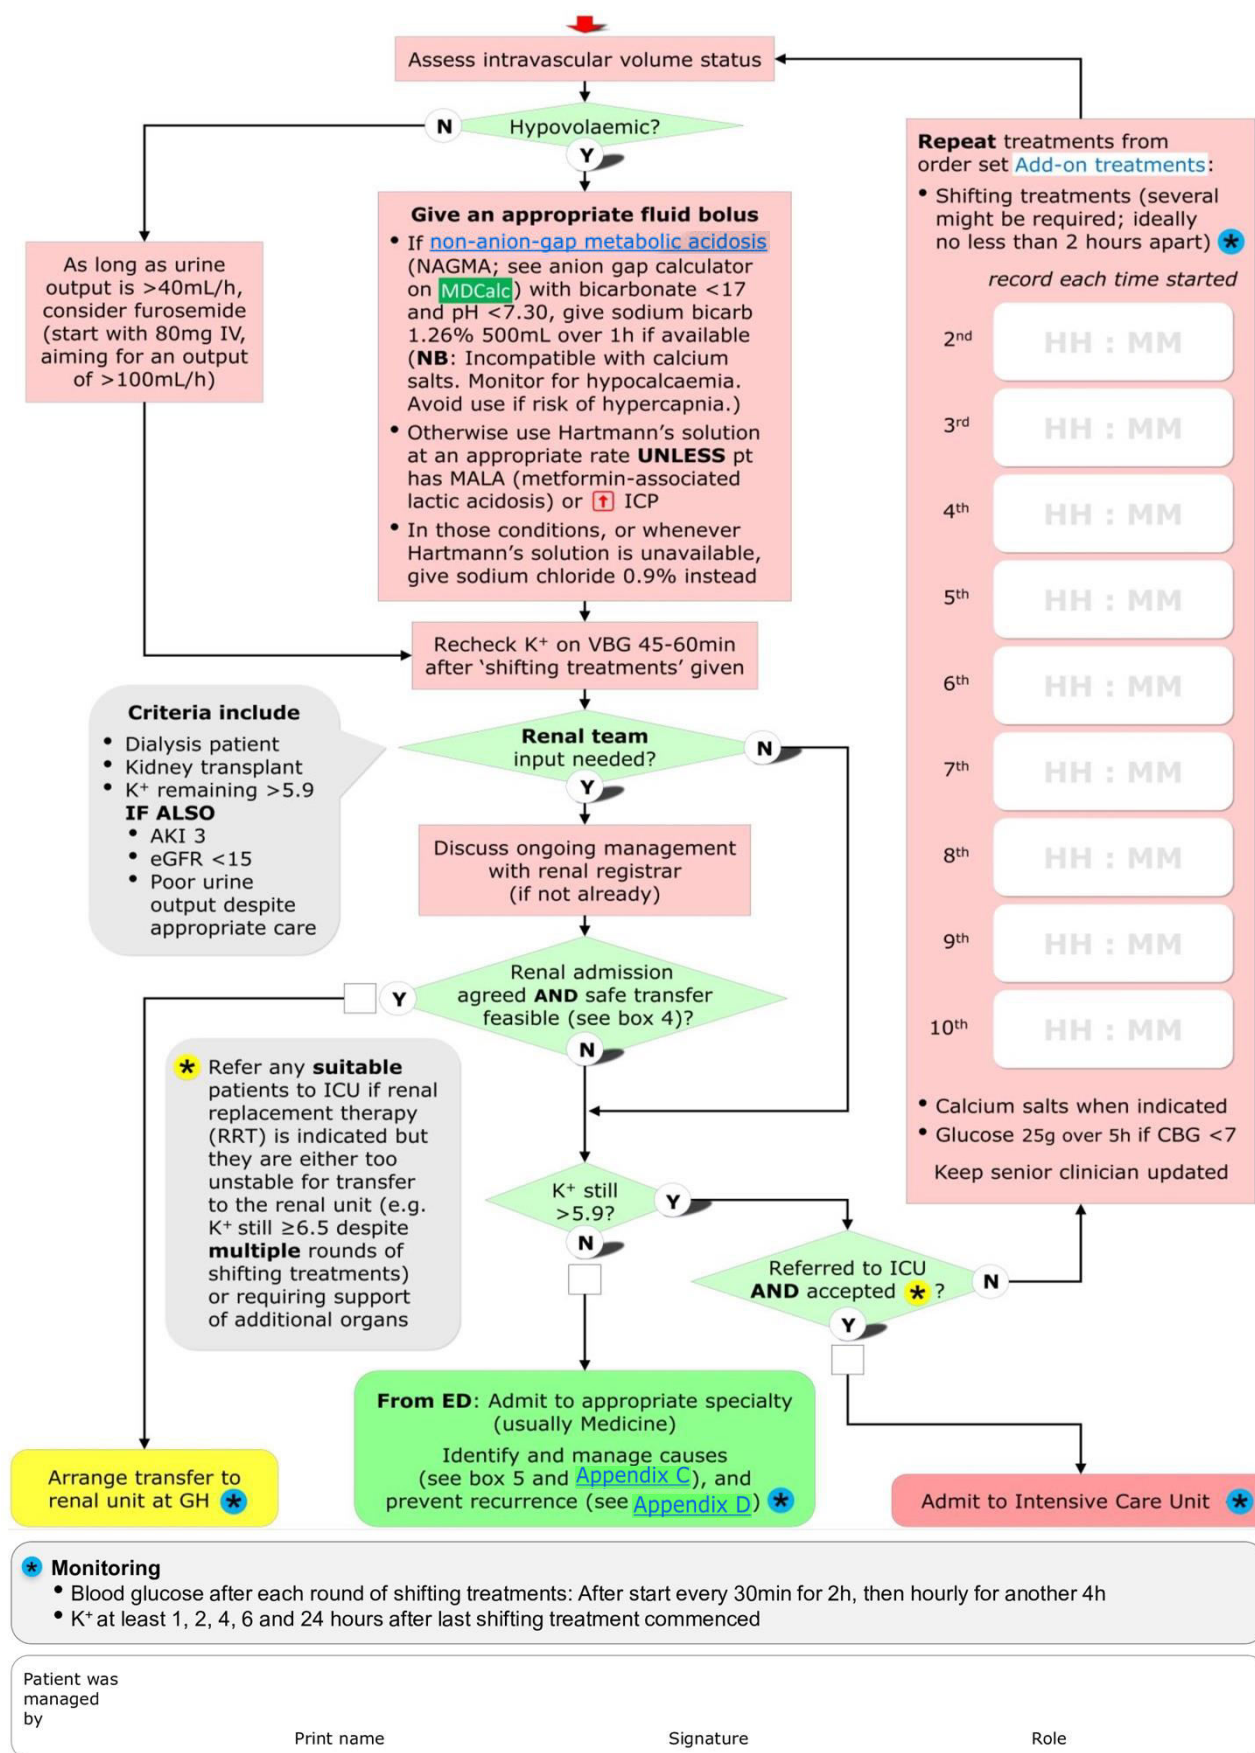 Assess intravascular volume status
N
Hypovolaemic?
Y
As long as urine
output is >40mL/h,
consider furosemide
(start with 80mg IV,
aiming for an output
of >100mL/h)
Give an appropriate fluid bolus
• If non-anion-gap metabolic acidosis
(NAGMA; see anion gap calculator
on MDCalc) with bicarbonate <17
and pH <7.30, give sodium bicarb
1.26% 500mL over 1h if available
(NB: Incompatible with calcium
salts. Monitor for hypocalcaemia.
Avoid use if risk of hypercapnia.)
• Otherwise use Hartmann's solution
at an appropriate rate UNLESS pt
has MALA (metformin-associated
lactic acidosis) or ↑ ICP
• In those conditions, or whenever
Hartmann's solution is unavailable,
give sodium chloride 0.9% instead
Recheck K⁺ on VBG 45-60min
after ‘shifting treatments’ given
Criteria include
• Dialysis patient
• Kidney transplant
• K⁺ remaining >5.9
IF ALSO
• AKI 3
• eGFR <15
• Poor urine
output despite
appropriate care
Renal team
input needed?
N
Y
Discuss ongoing management
with renal registrar
(if not already)
Renal admission
agreed AND safe transfer
feasible (see box 4)?
Y
N
* Refer any suitable
patients to ICU if renal
replacement therapy
(RRT) is indicated but
they are either too
unstable for transfer
to the renal unit (e.g.
K⁺ still ≥6.5 despite
multiple rounds of
shifting treatments)
or requiring support
of additional organs
K⁺ still
>5.9?
Y
N
Referred to ICU
AND accepted * ?
N
Y
Repeat treatments from
order set Add-on treatments:
• Shifting treatments (several
might be required; ideally
no less than 2 hours apart) *
record each time started
2nd HH : MM
3rd HH : MM
4th HH : MM
5th HH : MM
6th HH : MM
7th HH : MM
8th HH : MM
9th HH : MM
10th HH : MM
• Calcium salts when indicated
• Glucose 25g over 5h if CBG <7
Keep senior clinician updated
Arrange transfer to
renal unit at GH *
From ED: Admit to appropriate specialty
(usually Medicine)
Identify and manage causes
(see box 5 and Appendix C), and
prevent recurrence (see Appendix D) *
Admit to Intensive Care Unit *
* Monitoring
• Blood glucose after each round of shifting treatments: After start every 30min for 2h, then hourly for another 4h
• K⁺ at least 1, 2, 4, 6 and 24 hours after last shifting treatment commenced
Patient was
managed
by
Print name Signature Role